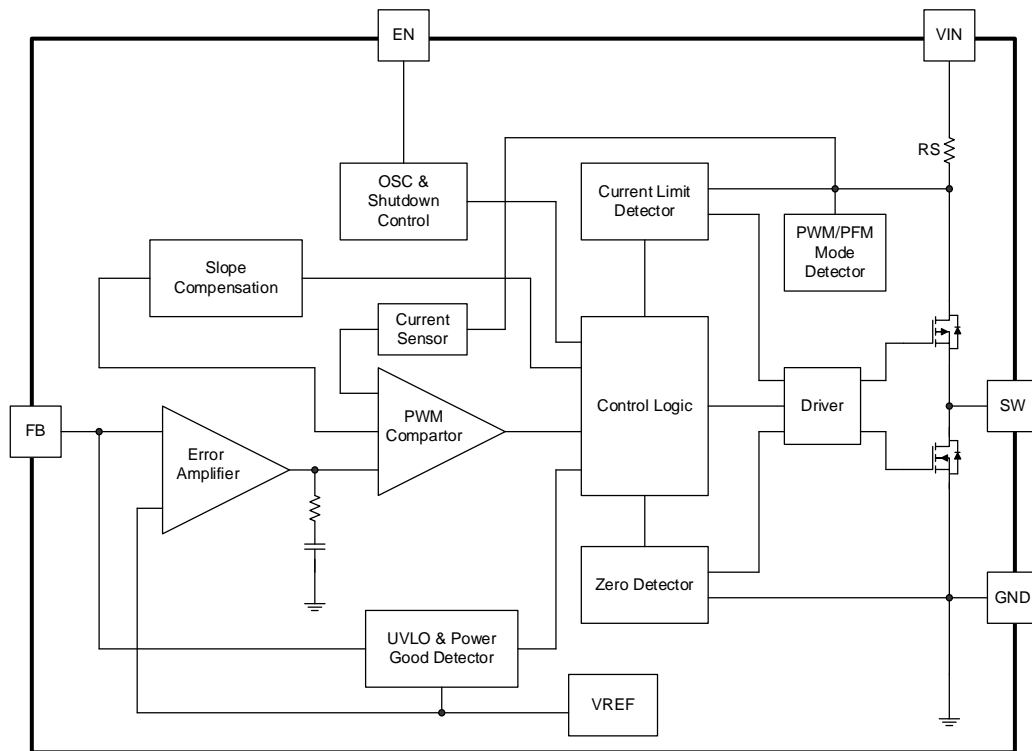 EN
VIN
RS
OSC &
Shutdown
Control
Current Limit
Detector
PWM/PFM
Mode
Detector
Slope
Compensation
Current
Sensor
FB
Error
Amplifier
PWM
Compartor
Control Logic
Driver
SW
Zero Detector
GND
UVLO & Power
Good Detector
VREF